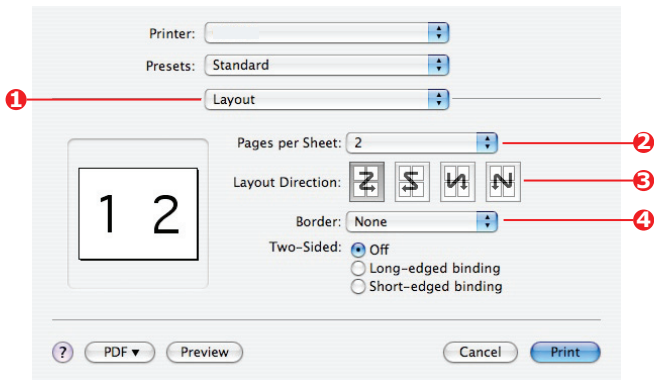 Printer:
Presets: Standard
1 Layout
Pages per Sheet: 2 2
Layout Direction: 3
1 2
Border: None 4
Two-Sided: Off
Long-edged binding
Short-edged binding
? PDF▼ Preview Cancel Print